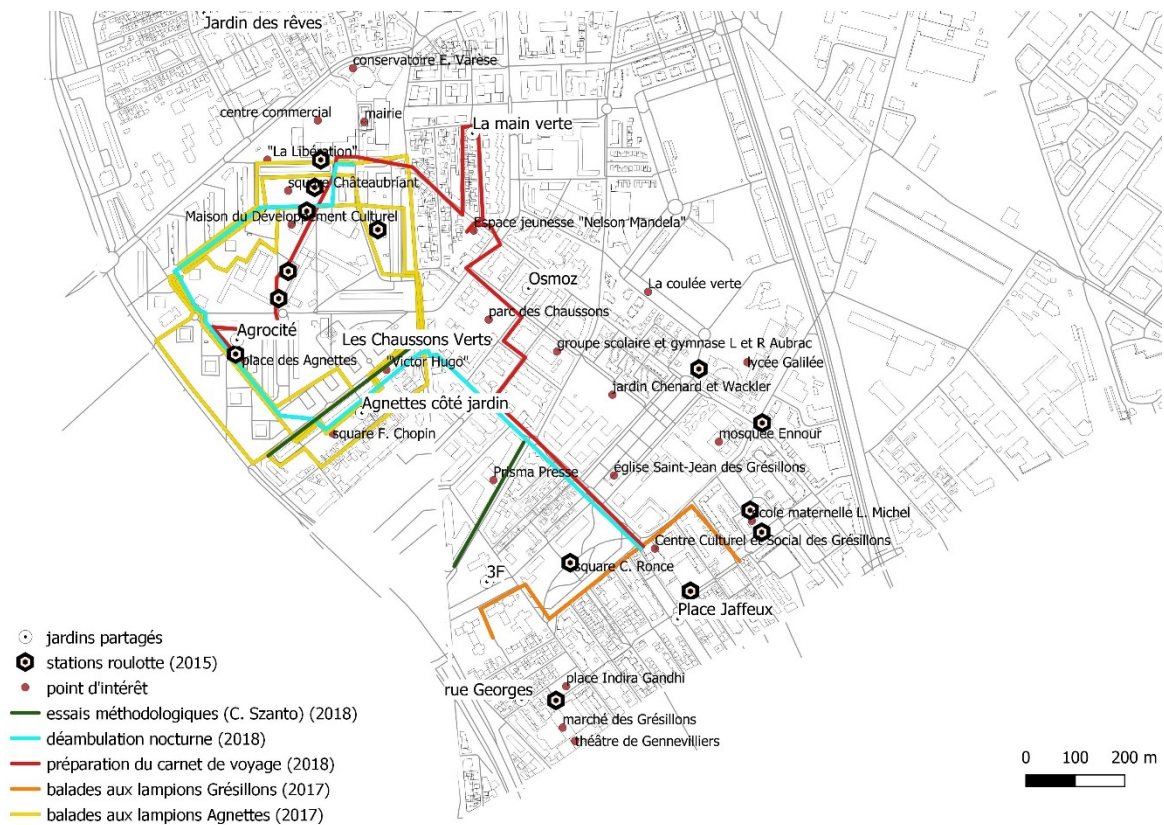 Jardin des rêves
conservatoire E. Varèse
centre commercial
mairie
La main verte
"La Libération"
square Châteaubriant
Maison du Développement Culturel
Espace jeunesse "Nelson Mandela"
Osmoz
La coulée verte
parc des Chaussons
Agrocité
Les Chaussons Verts
place des Agnettes
"Victor Hugo"
groupe scolaire et gymnase L et R Aubrac
lycée Galilée
jardin Chenard et Wackler
Agnettes côté jardin
square F. Chopin
mosquée Ennour
Prisma Presse
église Saint-Jean des Grésillons
école maternelle L. Michel
Centre Culturel et Social des Grésillons
3F
square C. Ronce
Place Jaffeux
rue Georges
place Indira Gandhi
marché des Grésillons
théâtre de Gennevilliers
jardins partagés
stations roulotte (2015)
point d'intérêt
essais méthodologiques (C. Szanto) (2018)
déambulation nocturne (2018)
préparation du carnet de voyage (2018)
balades aux lampions Grésillons (2017)
balades aux lampions Agnettes (2017)
0 100 200 m